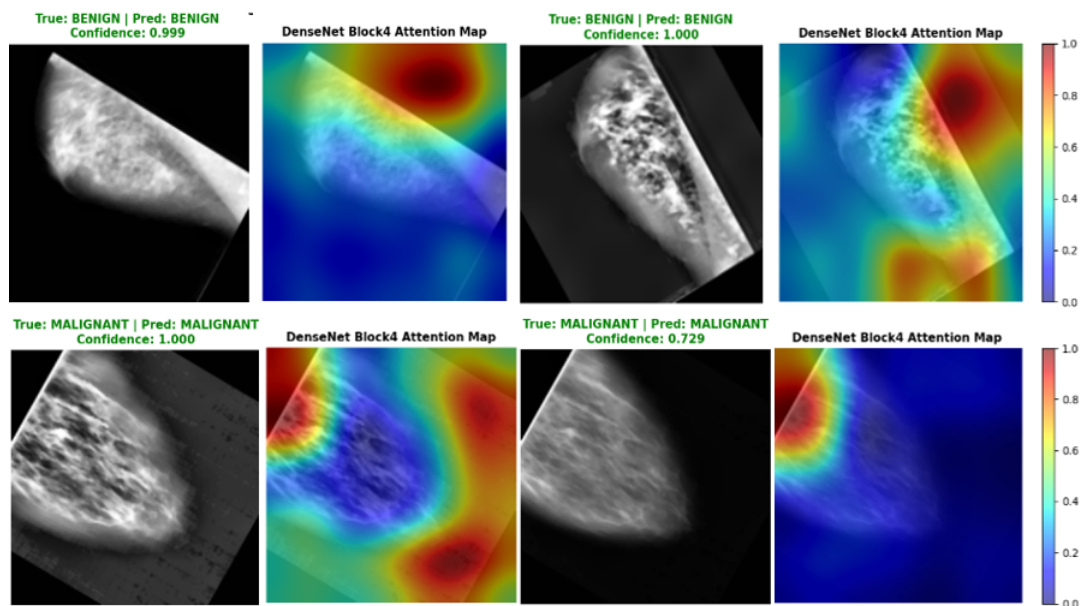 True: BENIGN | Pred: BENIGN
Confidence: 0.999
DenseNet Block4 Attention Map
True: BENIGN | Pred: BENIGN
Confidence: 1.000
DenseNet Block4 Attention Map
1.0
0.8
0.6
0.4
0.2
0.0
True: MALIGNANT | Pred: MALIGNANT
Confidence: 1.000
DenseNet Block4 Attention Map
True: MALIGNANT | Pred: MALIGNANT
Confidence: 0.729
DenseNet Block4 Attention Map
1.0
0.8
0.6
0.4
0.2
0.0